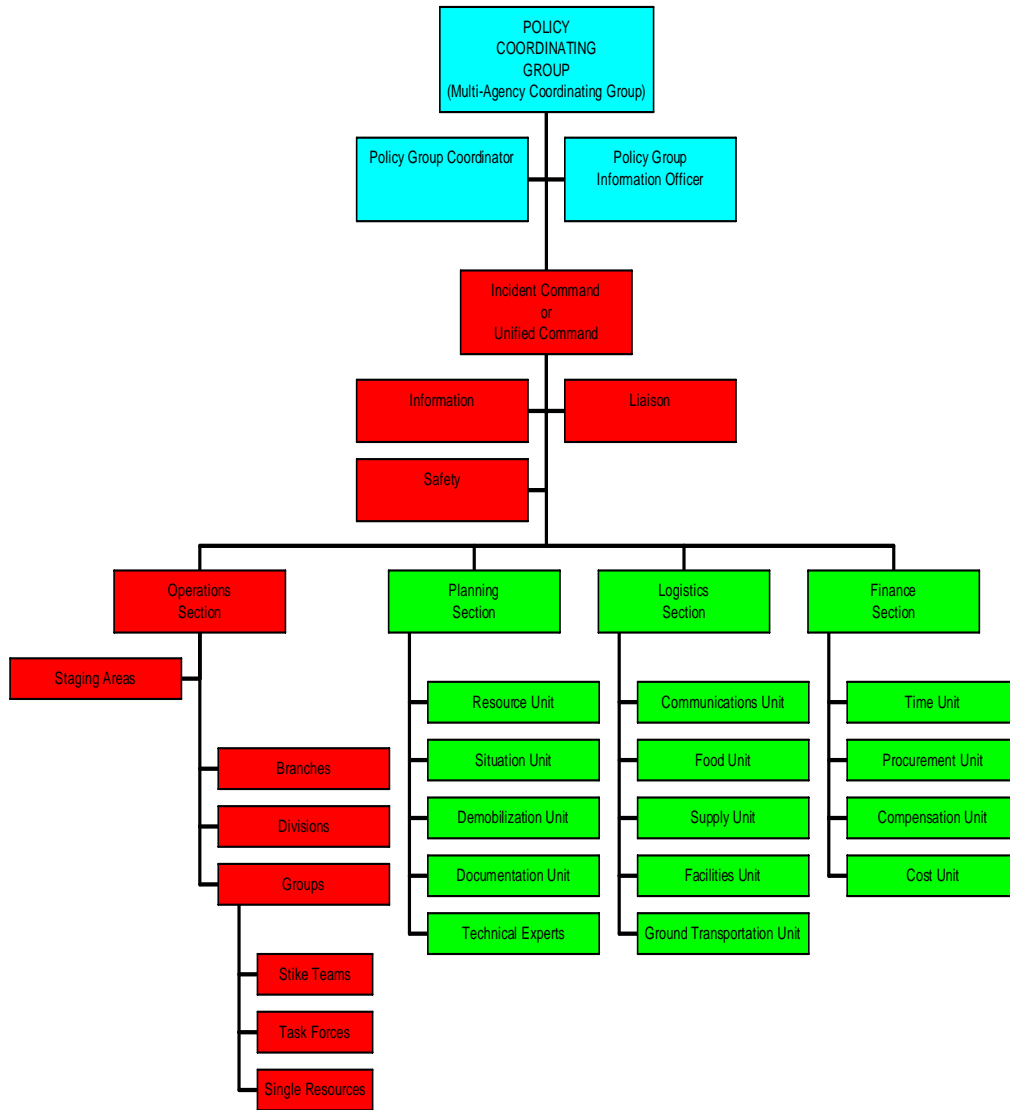 POLICY
COORDINATING
GROUP
(Multi-Agency Coordinating Group)
Policy Group Coordinator
Policy Group
Information Officer
Incident Command
or
Unified Command
Information
Liaison
Safety
Operations
Section
Planning
Section
Logistics
Section
Finance
Section
Staging Areas
Resource Unit
Communications Unit
Time Unit
Branches
Situation Unit
Food Unit
Procurement Unit
Divisions
Demobilization Unit
Supply Unit
Compensation Unit
Groups
Documentation Unit
Facilities Unit
Cost Unit
Technical Experts
Ground Transportation Unit
Stike Teams
Task Forces
Single Resources